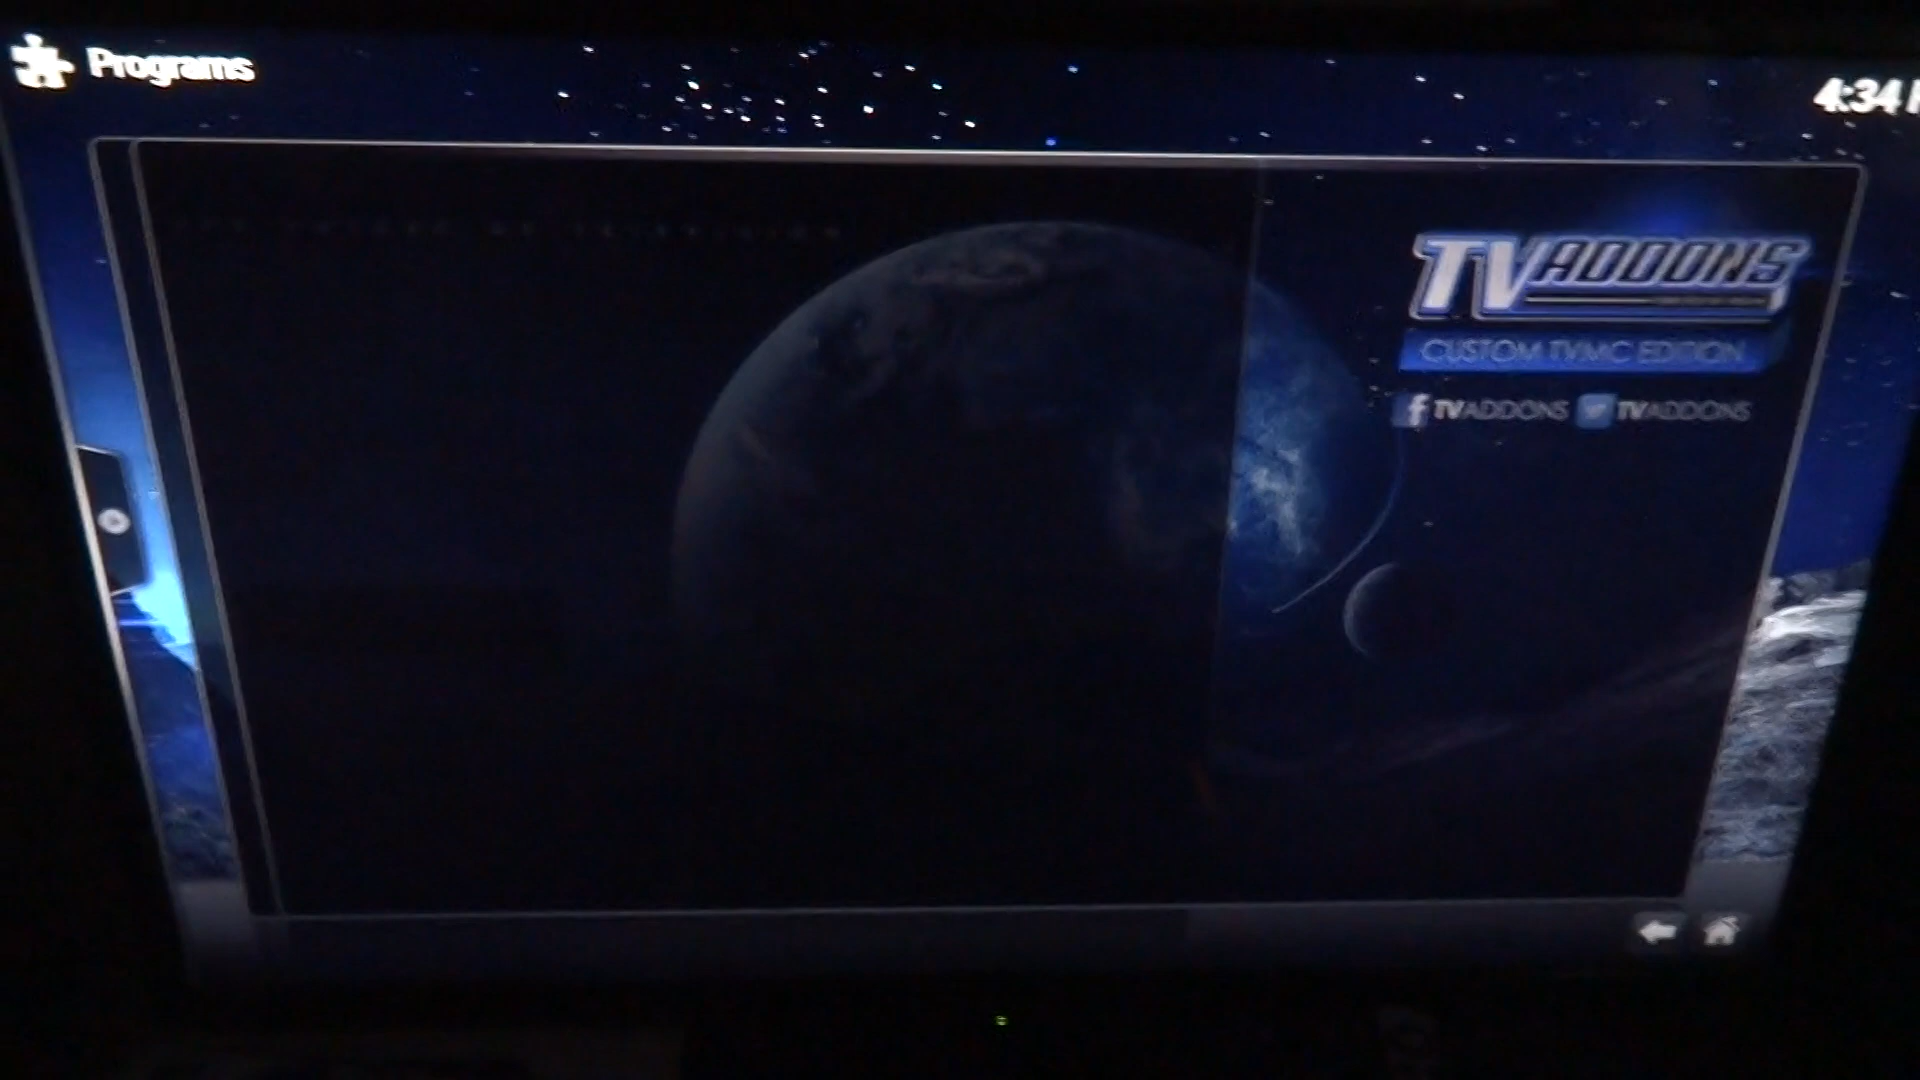 Programs
4:34
TVADDONS
CUSTOM TVMC EDITION
TVADDONS TVADDONS